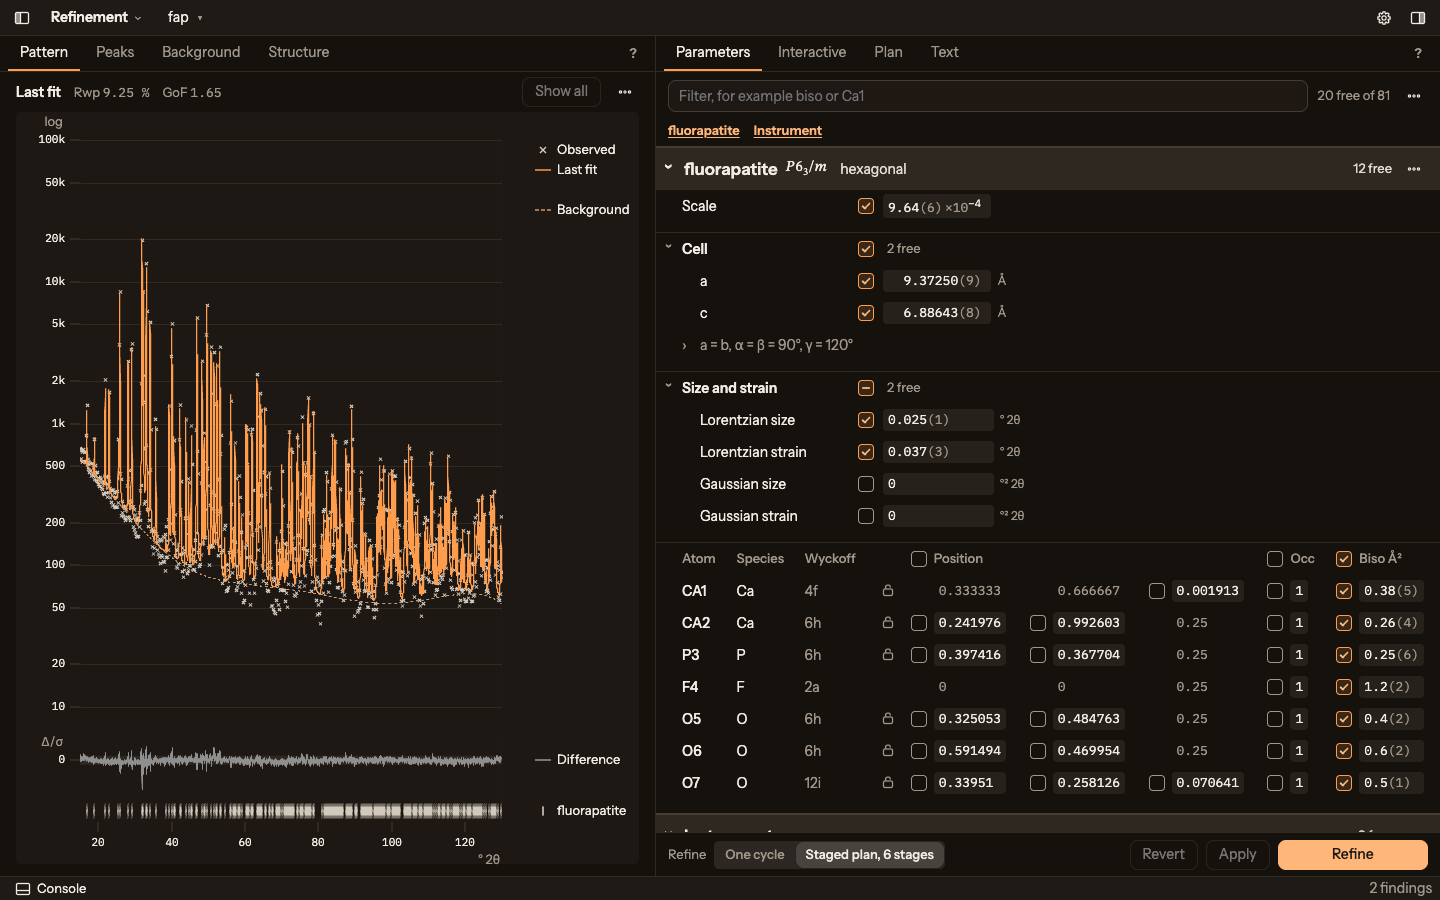 Refinement fap
Pattern Peaks Background Structure ?
Last fit Rwp 9.25 % GoF 1.65 Show all
log
100k
50k
20k
10k
5k
2k
1k
500
200
100
50
20
10
Δ/σ
0
Observed
Last fit
Background
Difference
fluorapatite
20 40 60 80 100 120
°2θ
Parameters Interactive Plan Text ?
Filter, for example biso or Ca1 20 free of 81
fluorapatite Instrument
fluorapatite P6₃/m hexagonal 12 free
Scale 9.64(6) ×10⁻⁴
Cell 2 free
a 9.37250(9) Å
c 6.88643(8) Å
a = b, α = β = 90°, γ = 120°
Size and strain 2 free
Lorentzian size 0.025(1) °2θ
Lorentzian strain 0.037(3) °2θ
Gaussian size 0 °² 2θ
Gaussian strain 0 °² 2θ
Atom Species Wyckoff Position Occ Biso Å²
CA1 Ca 4f 0.333333 0.666667 0.001913 1 0.38(5)
CA2 Ca 6h 0.241976 0.992603 0.25 1 0.26(4)
P3 P 6h 0.397416 0.367704 0.25 1 0.25(6)
F4 F 2a 0 0 0.25 1 1.2(2)
O5 O 6h 0.325053 0.484763 0.25 1 0.4(2)
O6 O 6h 0.591494 0.469954 0.25 1 0.6(2)
O7 O 12i 0.33951 0.258126 0.070641 1 0.5(1)
Refine One cycle Staged plan, 6 stages Revert Apply Refine
Console 2 findings